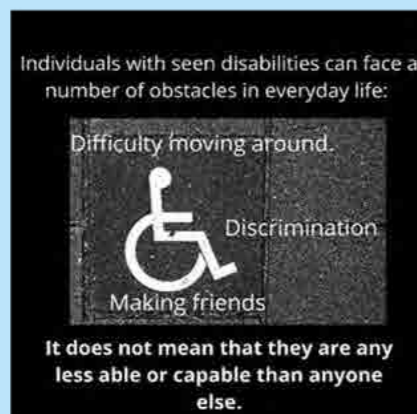 Individuals with seen disabilities can face a
number of obstacles in everyday life:
Difficulty moving around.
Discrimination
Making friends
It does not mean that they are any
less able or capable than anyone
else.